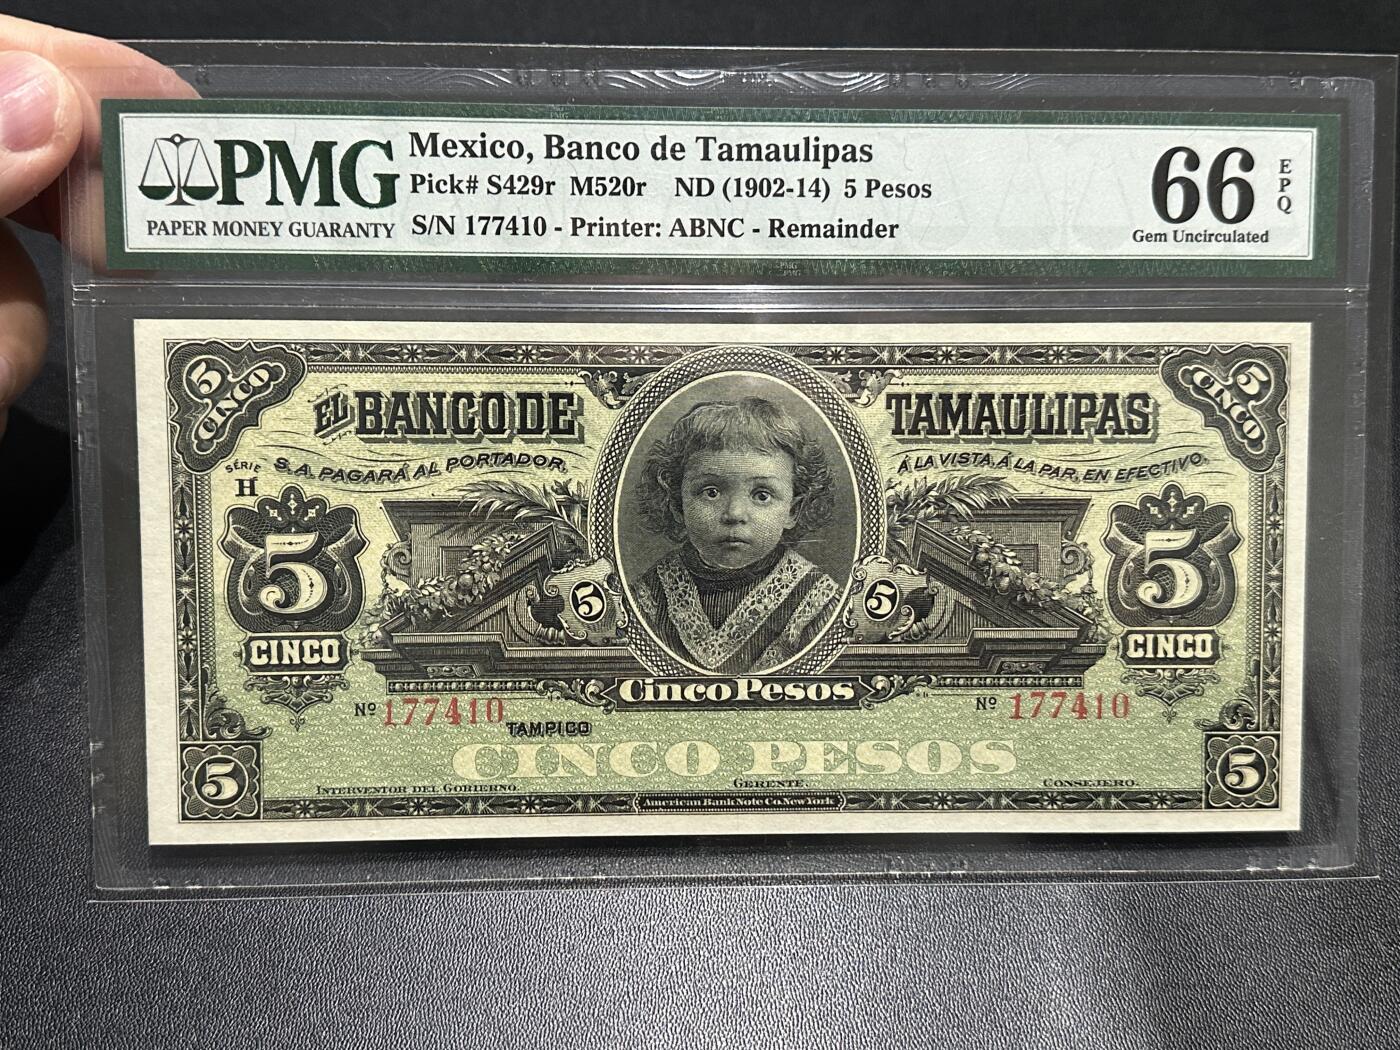 PMG
PAPER MONEY GUARANTY
Mexico, Banco de Tamaulipas
Pick# S429r M520r ND (1902-14) 5 Pesos
S/N 177410 - Printer: ABNC - Remainder
66 EPQ
Gem Uncirculated
5 CINCO
EL BANCO DE TAMAULIPAS
CINCO 5
S.A. PAGARÁ AL PORTADOR, Á LA VISTA, Á LA PAR, EN EFECTIVO.
SÉRIE
H
5 5
5 5
CINCO CINCO
Cinco Pesos
Nº 177410 Nº 177410
TAMPICO
CINCO PESOS
5 5
INTERVENTOR DEL GOBIERNO. GERENTE. CONSEJERO.
American Bank Note Co. New York